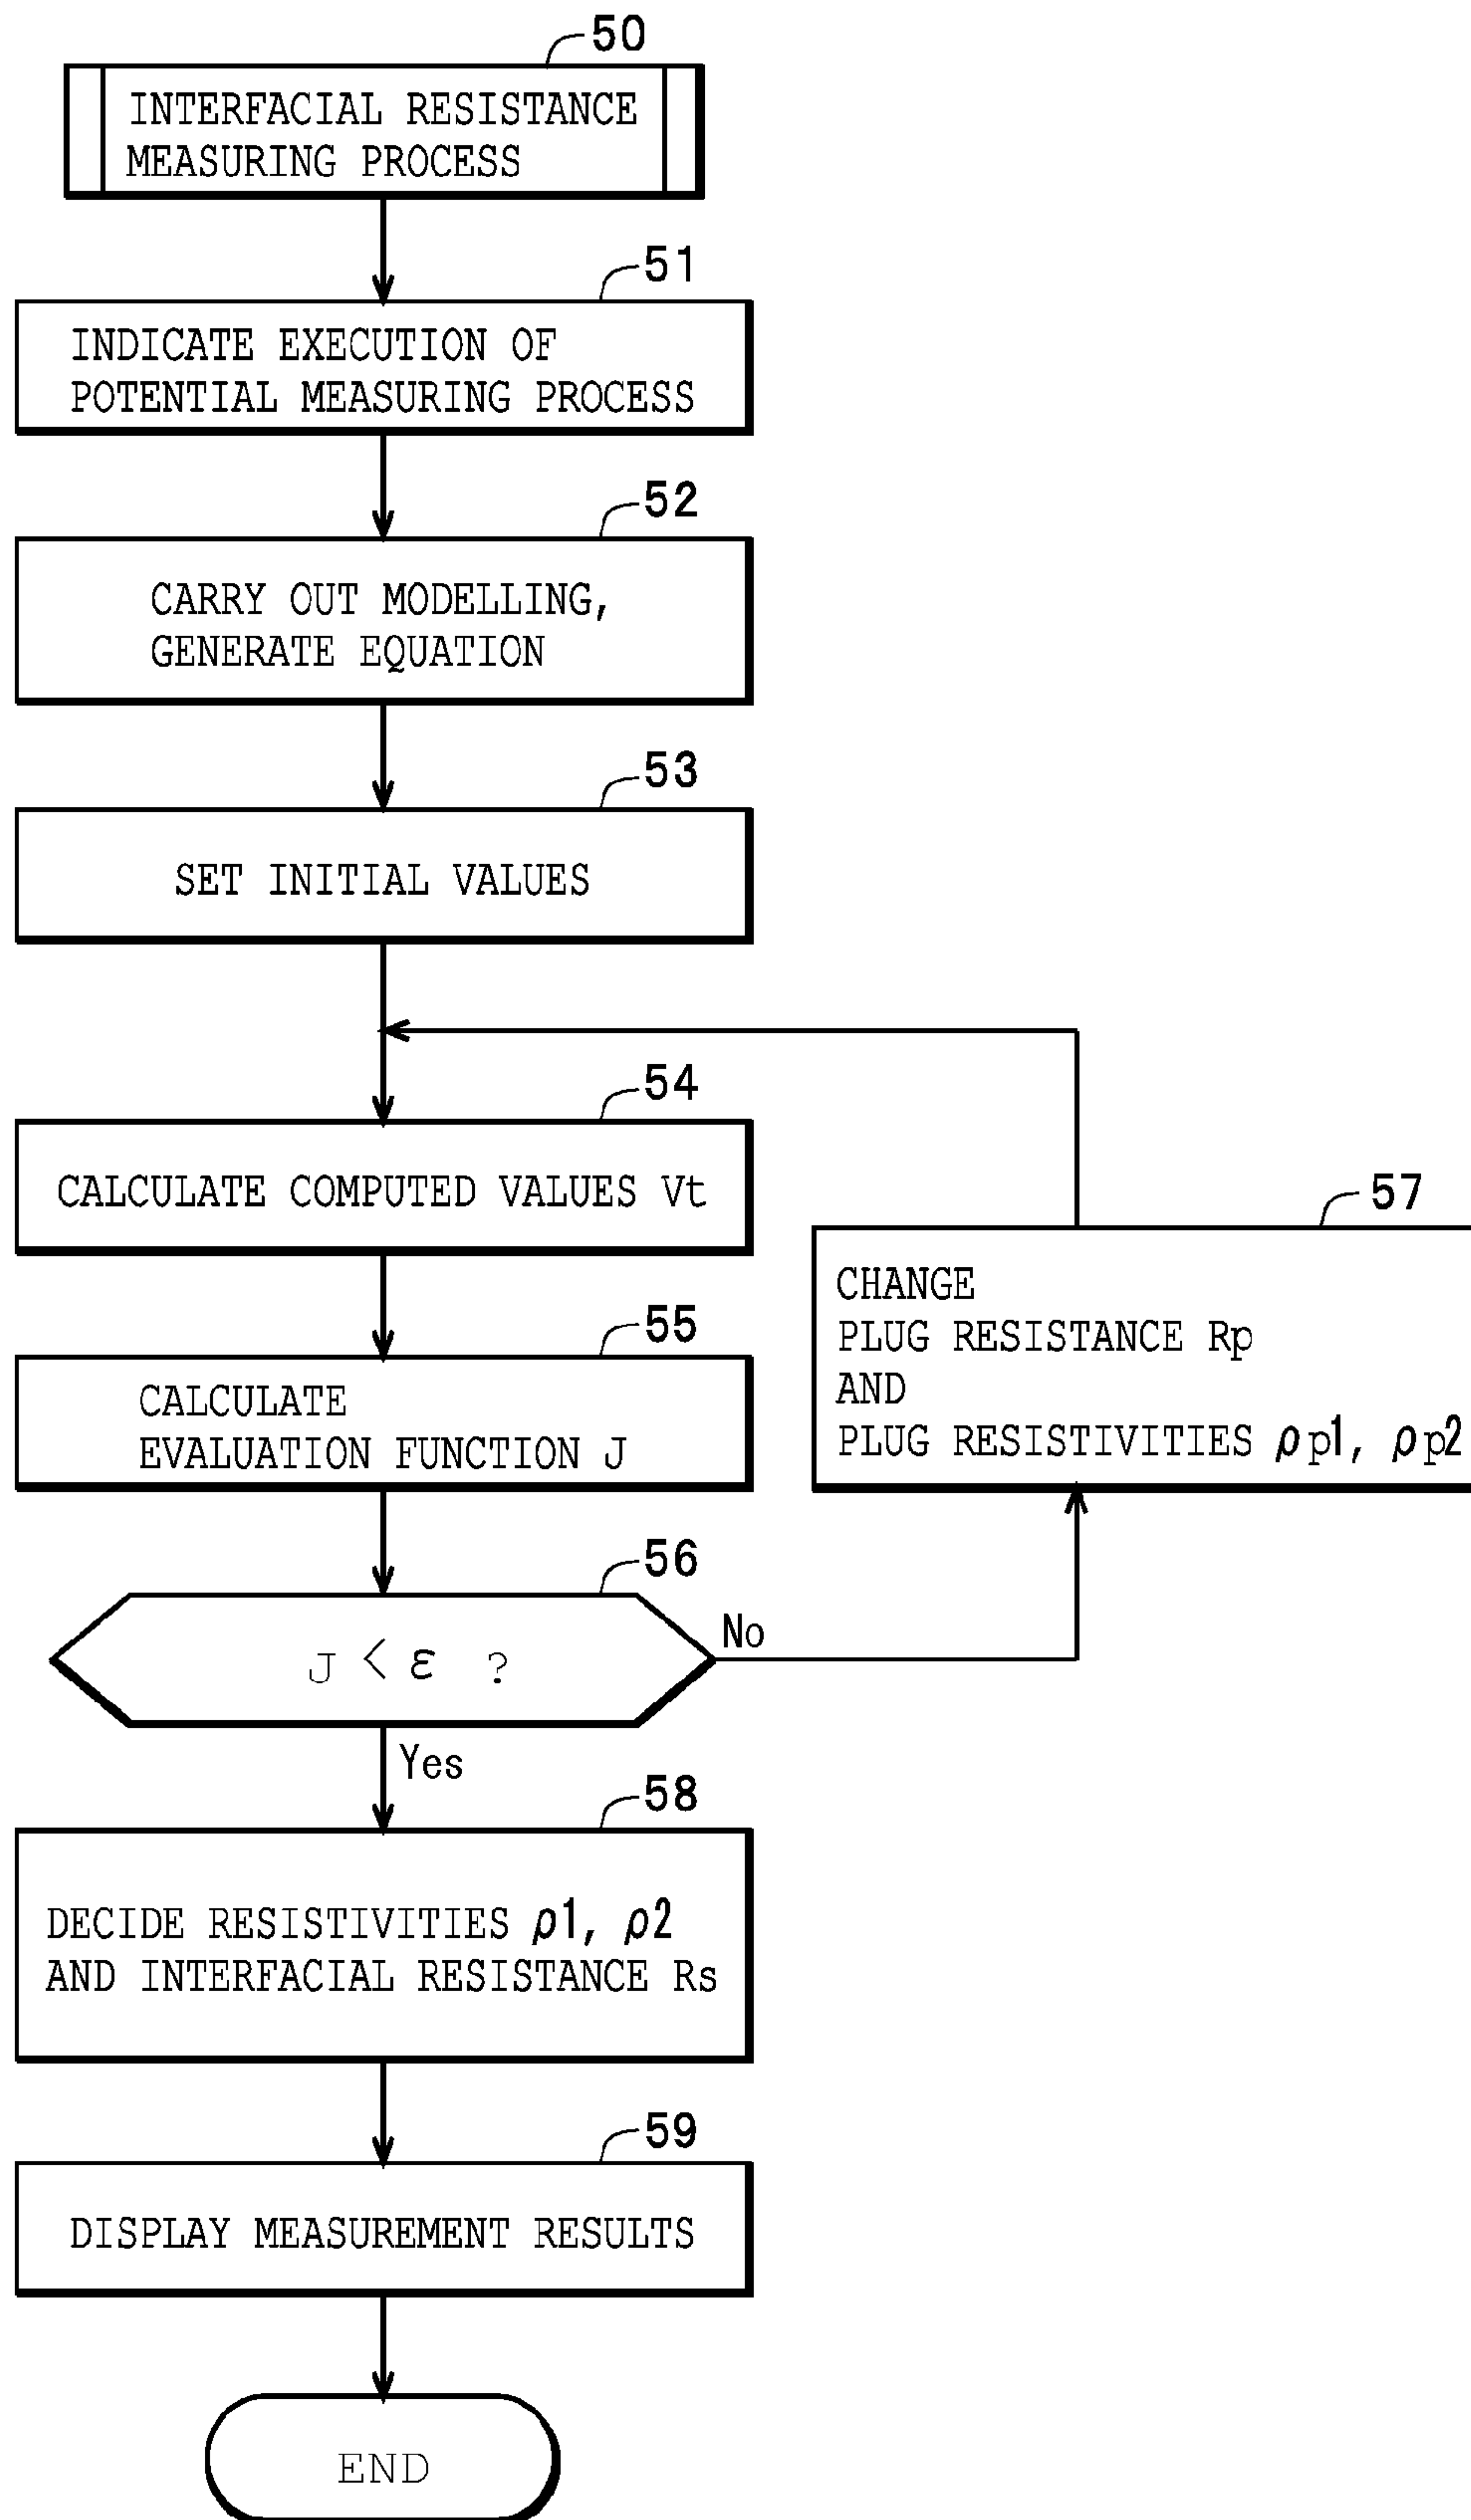 50
INTERFACIAL RESISTANCE
MEASURING PROCESS
51
INDICATE EXECUTION OF
POTENTIAL MEASURING PROCESS
52
CARRY OUT MODELLING,
GENERATE EQUATION
53
SET INITIAL VALUES
54
CALCULATE COMPUTED VALUES Vt
55
CALCULATE
EVALUATION FUNCTION J
56
J < ε ?
No
57
CHANGE
PLUG RESISTANCE Rp
AND
PLUG RESISTIVITIES ρp1, ρp2
Yes
58
DECIDE RESISTIVITIES ρ1, ρ2
AND INTERFACIAL RESISTANCE Rs
59
DISPLAY MEASUREMENT RESULTS
END